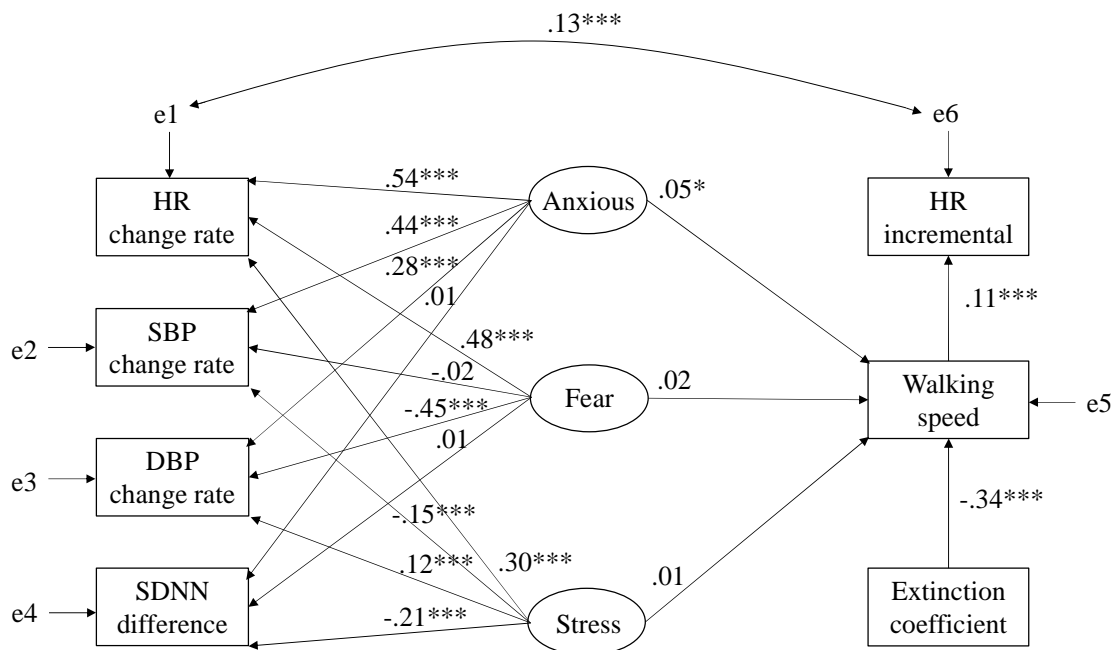 .13***
e1
e6
HR
change rate
.54***
Anxious
.05*
HR
incremental
.44***
.28***
.01
.11***
SBP
change rate
e2
.48***
-.02
Fear
.02
Walking
speed
e5
-.45***
.01
DBP
change rate
e3
-.34***
-.15***
.12***
.30***
.01
SDNN
difference
e4
-.21***
Stress
Extinction
coefficient